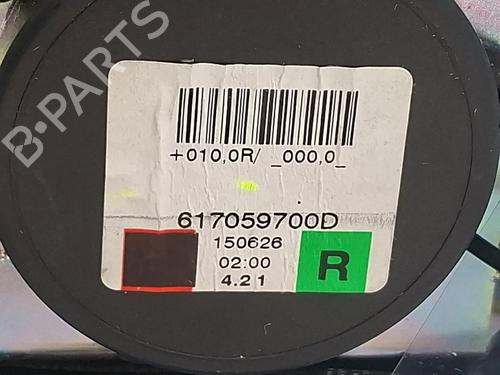 B-PARTS
+010,0R/ _000,0_
617059700D
150626
02:00
4.21
R